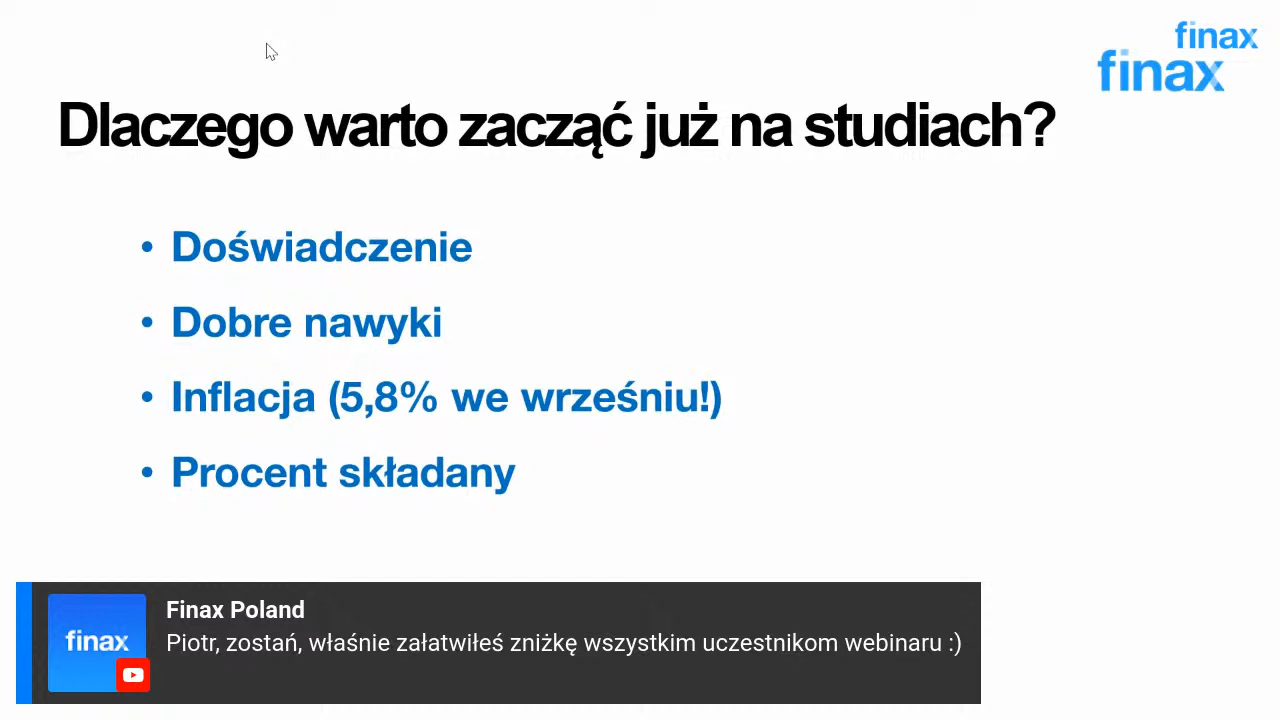 finax
finax
Dlaczego warto zacząć już na studiach?
• Doświadczenie
• Dobre nawyki
• Inflacja (5,8% we wrześniu!)
• Procent składany
finax
Finax Poland
Piotr, zostań, właśnie załatwiłeś zniżkę wszystkim uczestnikom webinaru :)